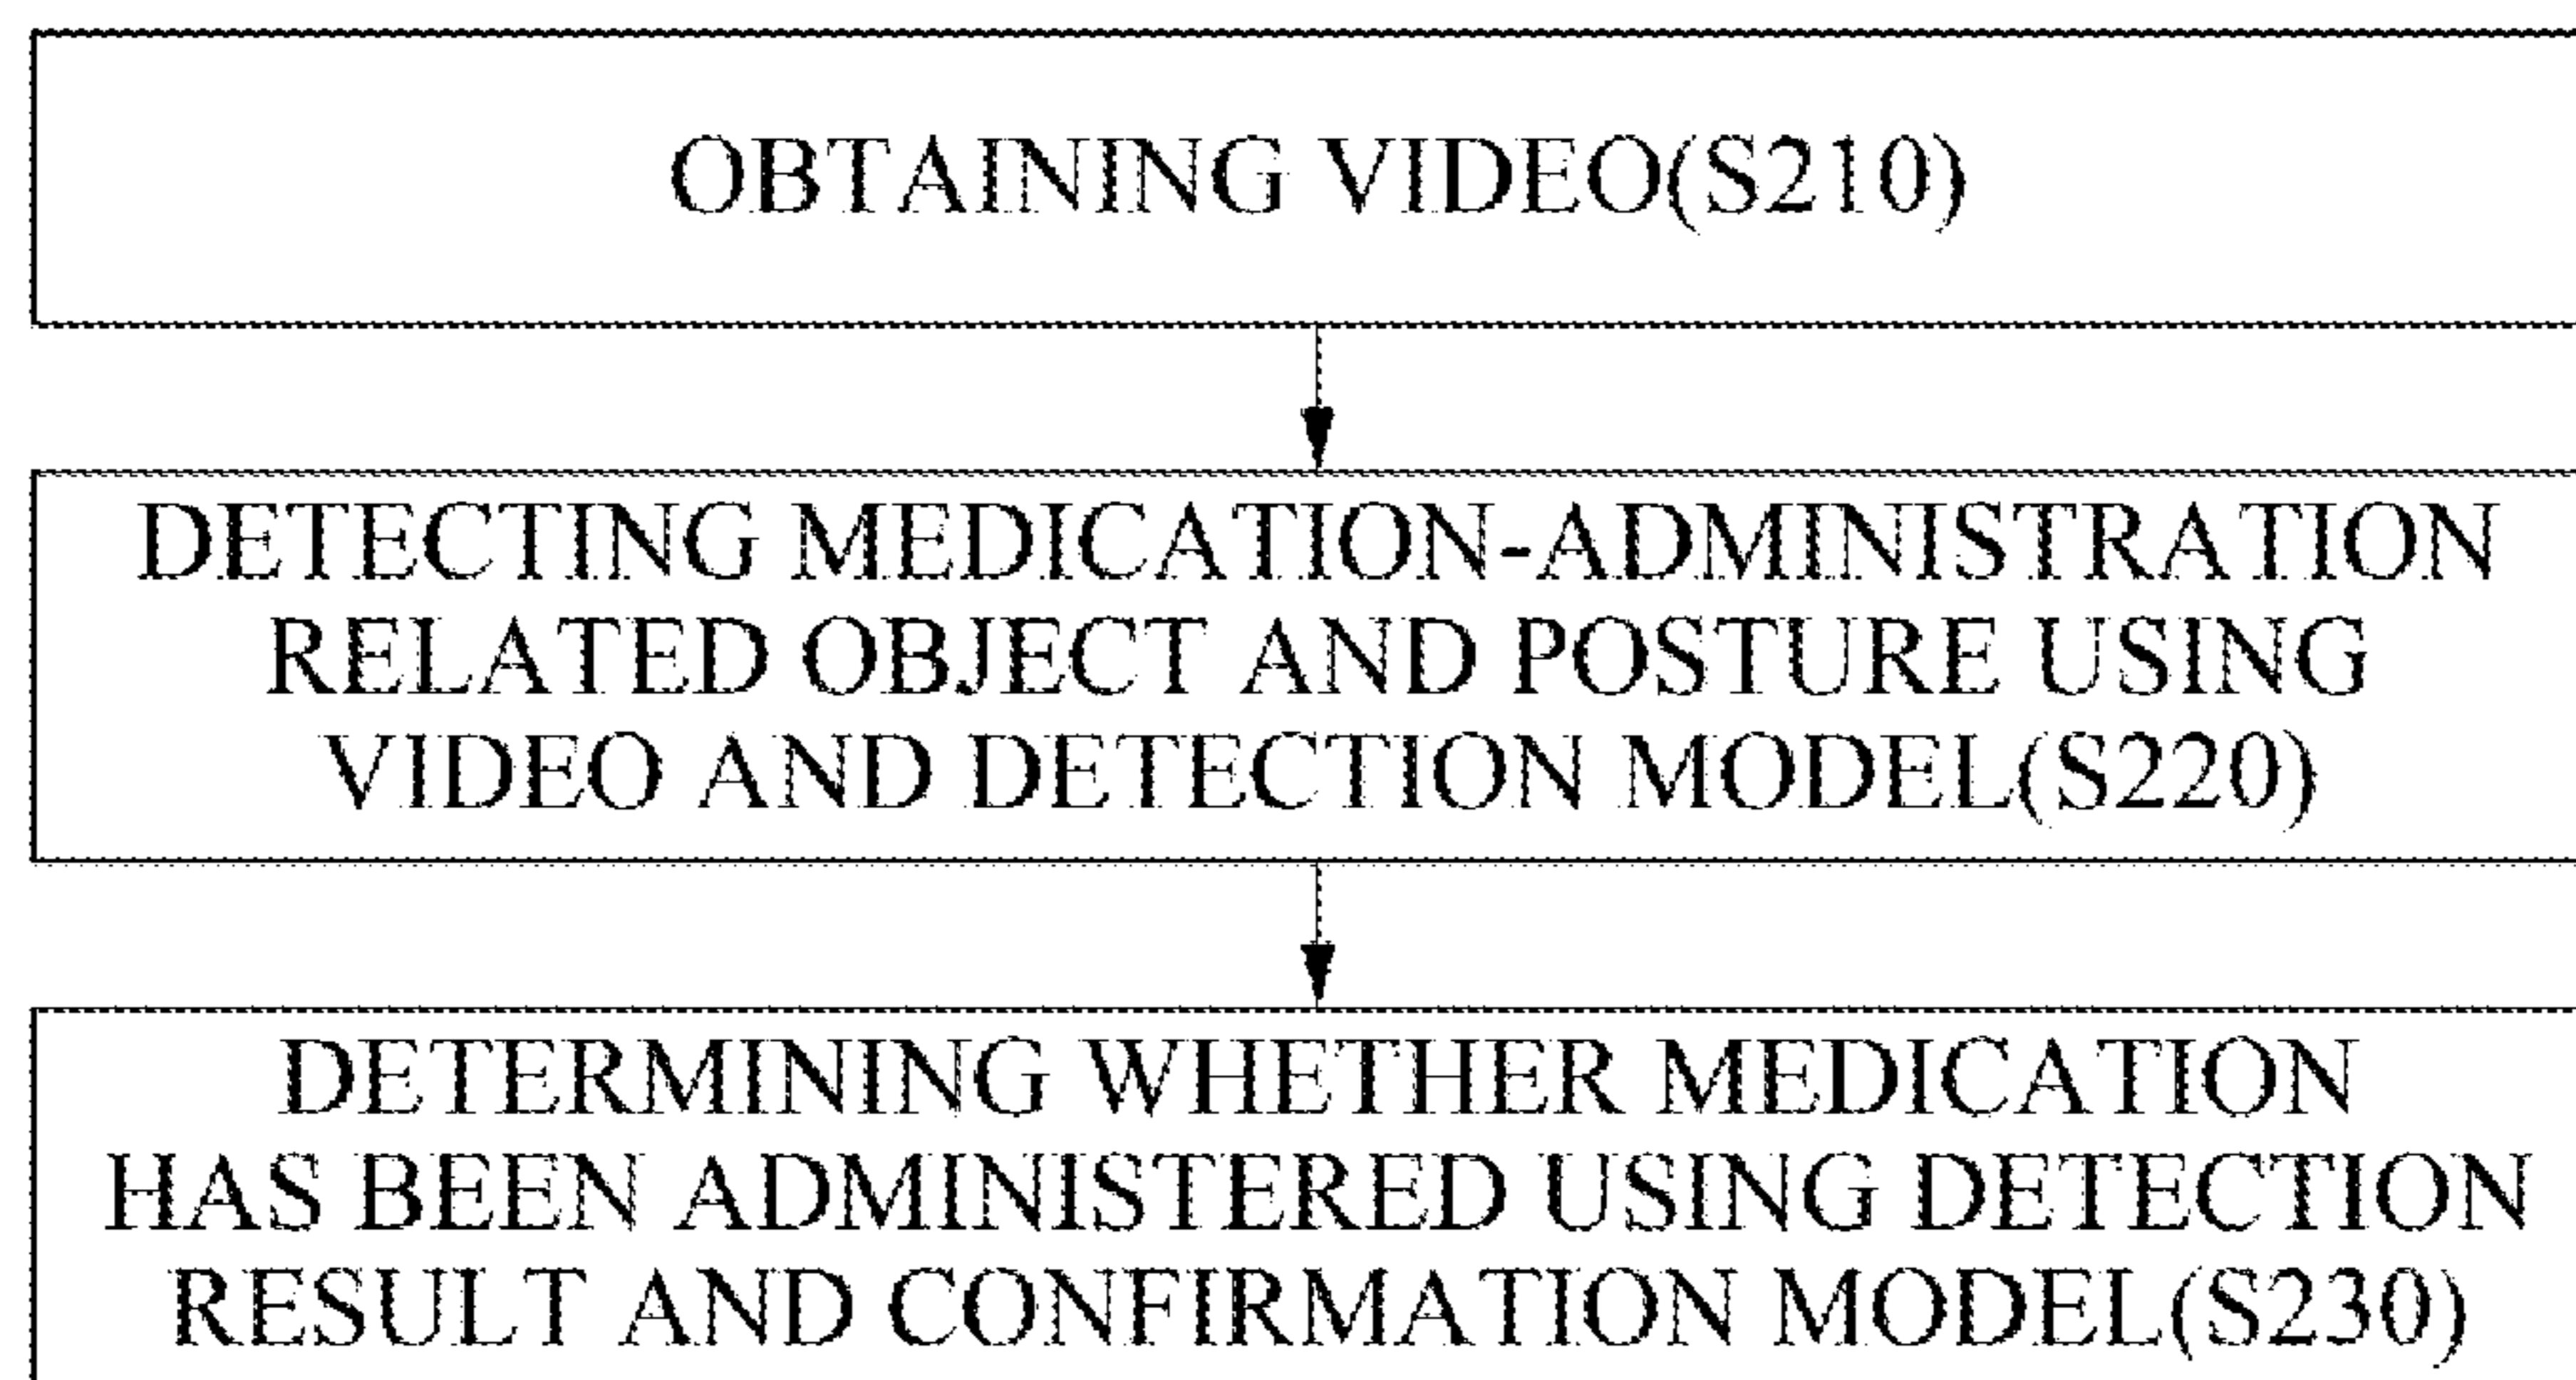 OBTAINING VIDEO(S210)
DETECTING MEDICATION-ADMINISTRATION
RELATED OBJECT AND POSTURE USING
VIDEO AND DETECTION MODEL(S220)
DETERMINING WHETHER MEDICATION
HAS BEEN ADMINISTERED USING DETECTION
RESULT AND CONFIRMATION MODEL(S230)